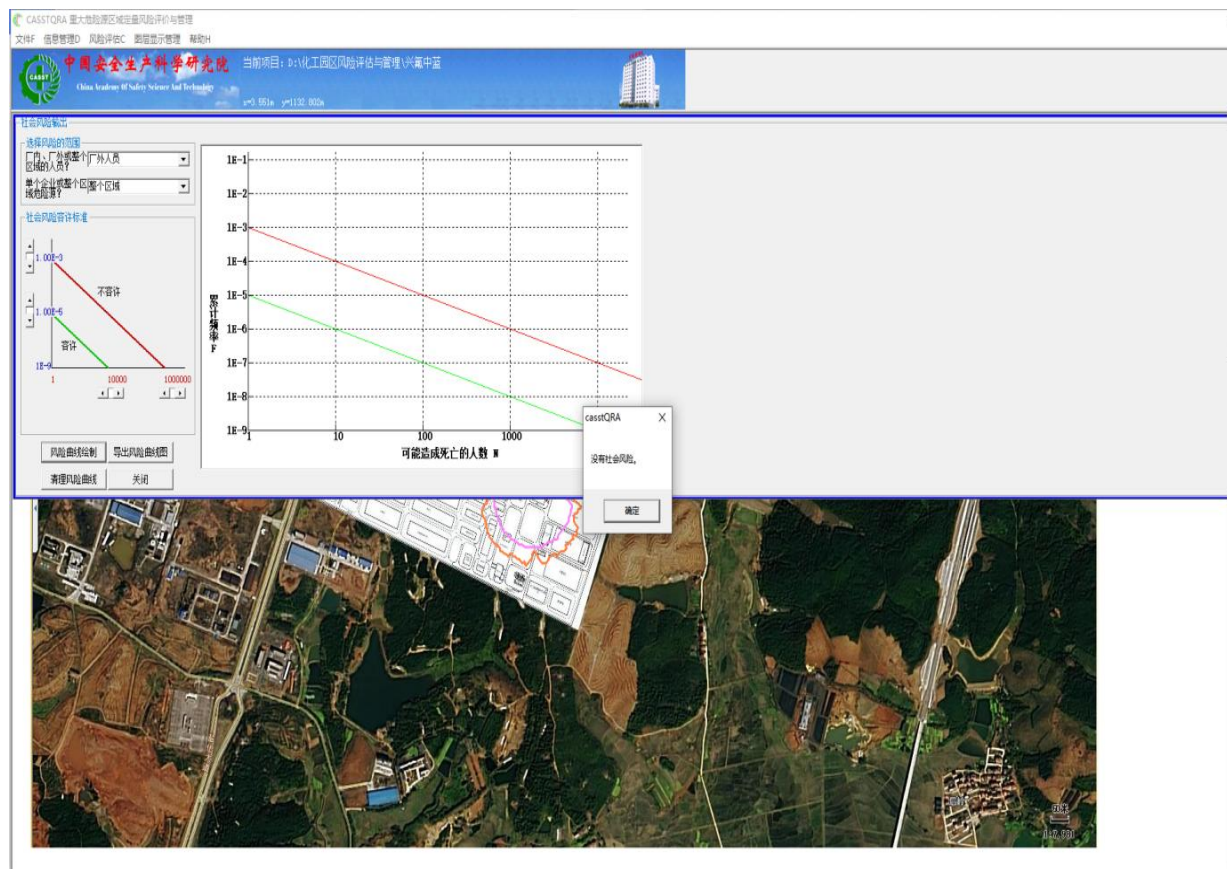 CASSTQRA 重大危险源区域定量风险评价与管理
文件F 信息管理D 风险评估C 图层显示管理 帮助H
CASST
中国安全生产科学研究院
China Academy Of Safety Science And Technology
当前项目：D:\化工园区风险评估与管理\兴氟中蓝
x=3.551m y=1132.802m
社会风险输出
选择风险的范围
厂内、厂外或整个区域的人员?
厂外人员
单个企业或整个区域危险源?
整个区域
社会风险容许标准
1.00E-3
不容许
1.00E-5
容许
1E-9
1
10000
1000000
风险曲线绘制
导出风险曲线图
清理风险曲线
关闭
1E-1
1E-2
1E-3
1E-4
1E-5
1E-6
1E-7
1E-8
1E-9
累计频率 F
1
10
100
1000
可能造成死亡的人数 N
casstQRA
X
没有社会风险。
确定